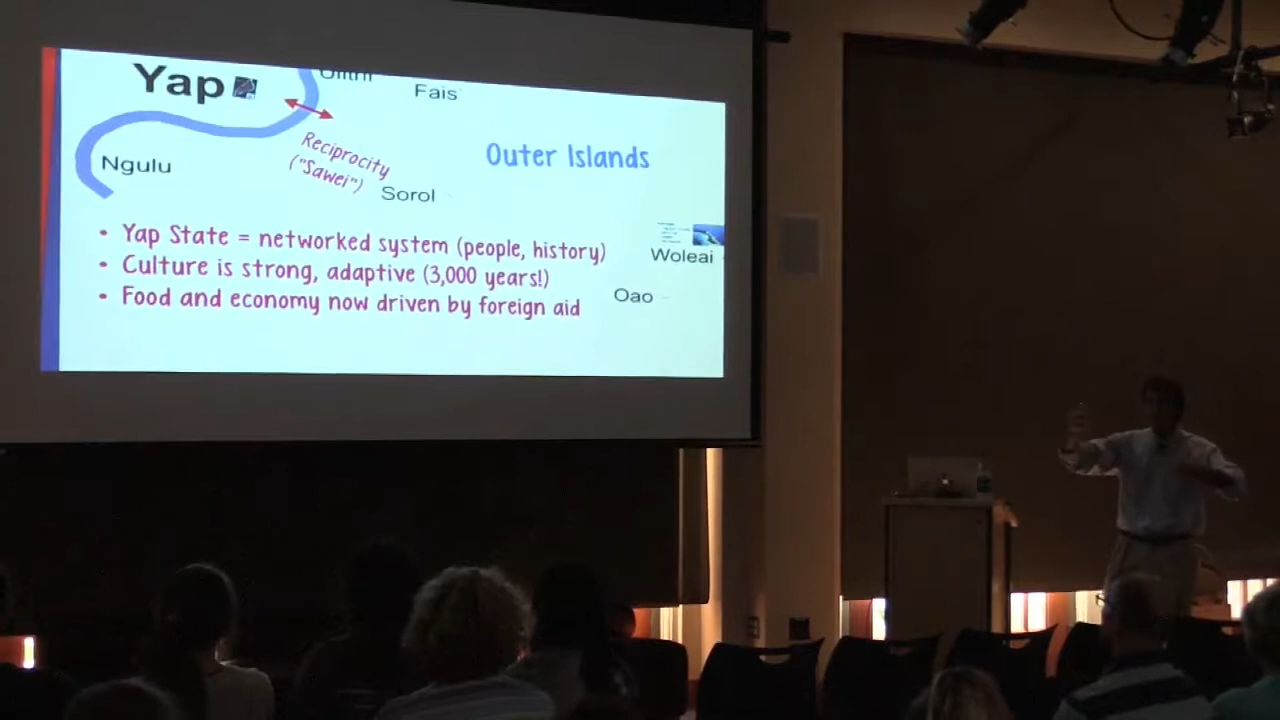 Yap
Fais
Ngulu
Reciprocity
("Sawei")
Outer Islands
Sorol
• Yap State = networked system (people, history)
• Culture is strong, adaptive (3,000 years!)
• Food and economy now driven by foreign aid
Woleai
Oao